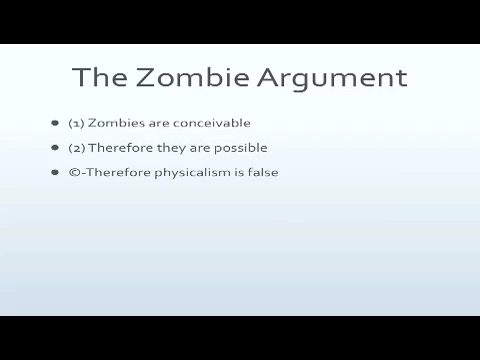 The Zombie Argument
• (1) Zombies are conceivable
• (2) Therefore they are possible
• ©-Therefore physicalism is false